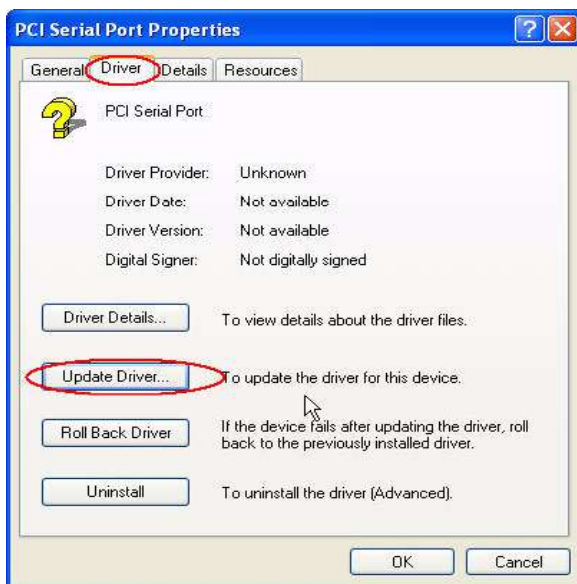 PCI Serial Port Properties
General Driver Details Resources
PCI Serial Port
Driver Provider: Unknown
Driver Date: Not available
Driver Version: Not available
Digital Signer: Not digitally signed
Driver Details... To view details about the driver files.
Update Driver... To update the driver for this device.
Roll Back Driver If the device fails after updating the driver, roll
back to the previously installed driver.
Uninstall To uninstall the driver (Advanced).
OK Cancel